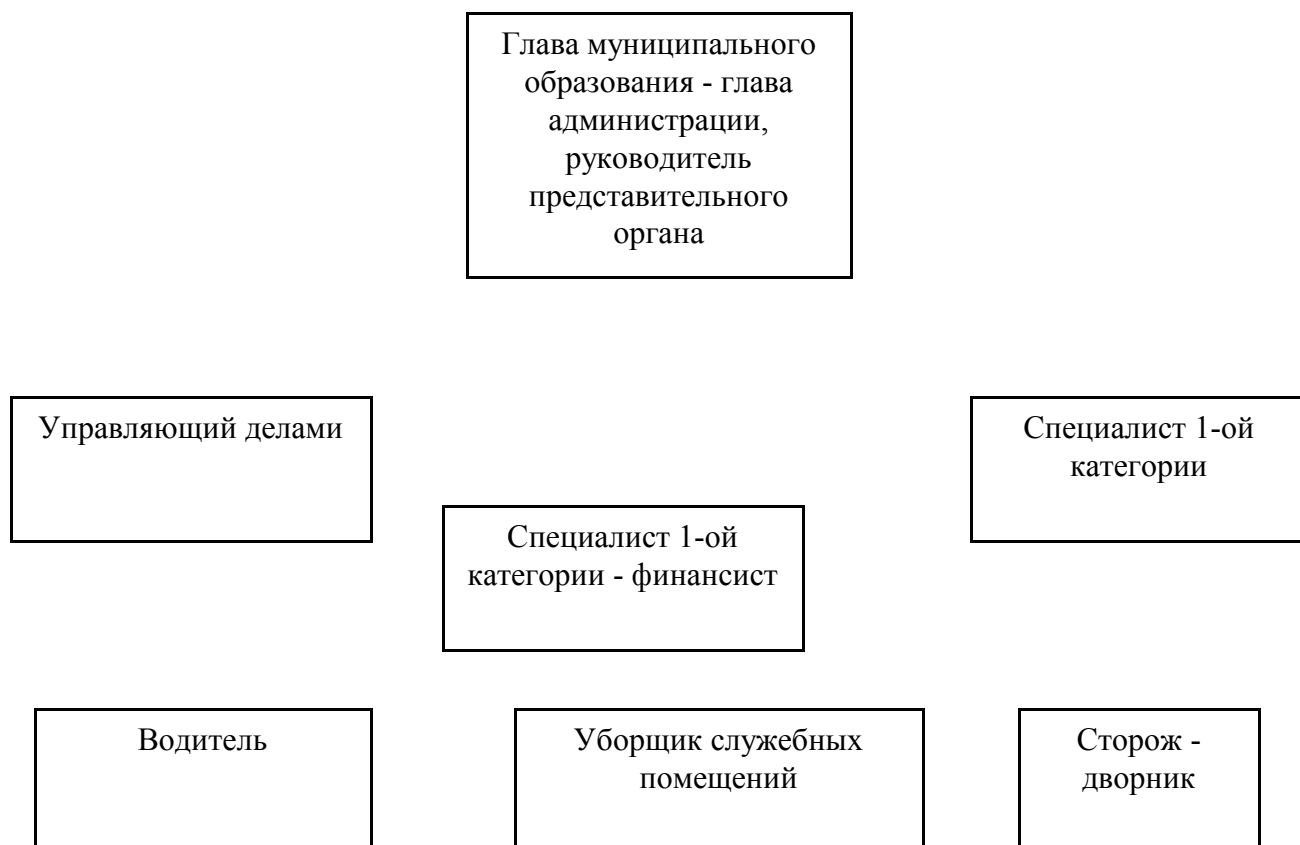 Глава муниципального
образования - глава
администрации,
руководитель
представительного
органа
Управляющий делами
Специалист 1-ой
категории
Специалист 1-ой
категории - финансист
Водитель
Уборщик служебных
помещений
Сторож -
дворник